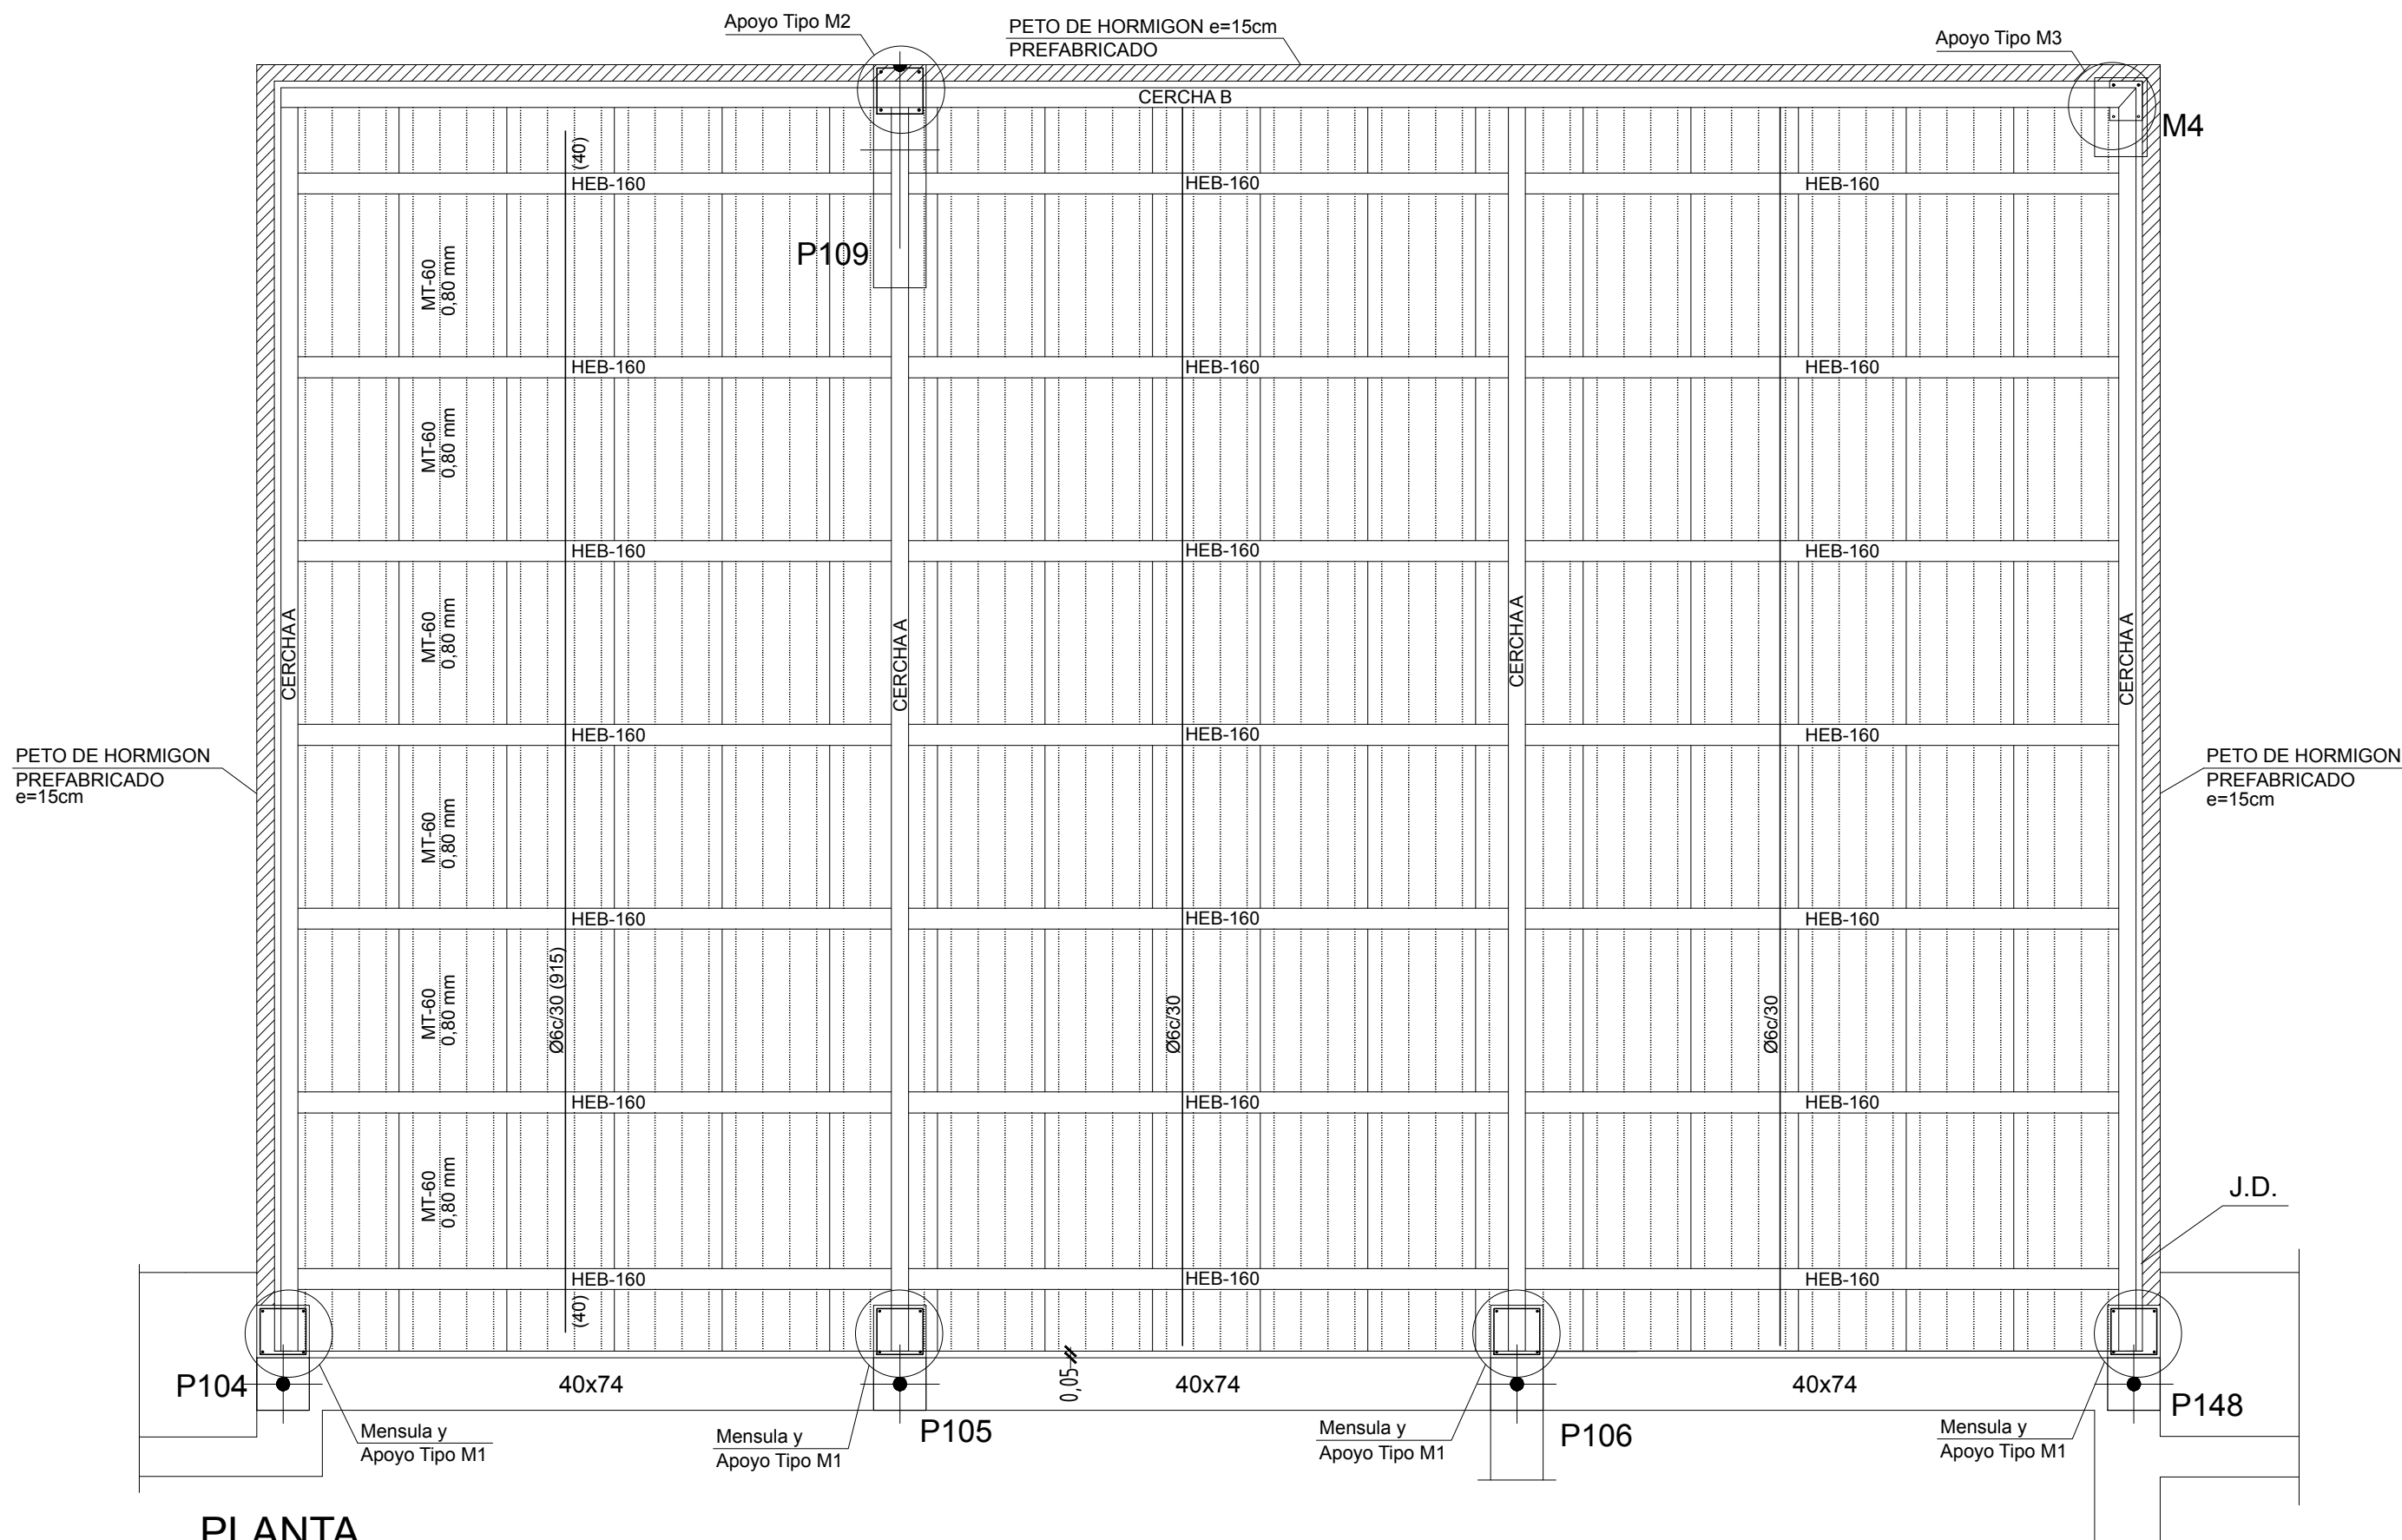 Apoyo Tipo M2
PETO DE HORMIGON e=15cm
PREFABRICADO
Apoyo Tipo M3
CERCHA B
M4
(40)
HEB-160
HEB-160
HEB-160
P109
MT-60
0,80 mm
HEB-160
HEB-160
HEB-160
MT-60
0,80 mm
HEB-160
HEB-160
HEB-160
CERCHA A
MT-60
0,80 mm
CERCHA A
CERCHA A
CERCHA A
HEB-160
HEB-160
HEB-160
PETO DE HORMIGON
PREFABRICADO
e=15cm
PETO DE HORMIGON
PREFABRICADO
e=15cm
MT-60
0,80 mm
HEB-160
HEB-160
HEB-160
MT-60
0,80 mm
Ø6c/30 (915)
Ø6c/30
Ø6c/30
HEB-160
HEB-160
HEB-160
MT-60
0,80 mm
J.D.
HEB-160
HEB-160
HEB-160
(40)
P104
40x74
0,05
40x74
40x74
P148
Mensula y
Apoyo Tipo M1
Mensula y
Apoyo Tipo M1
P105
Mensula y
Apoyo Tipo M1
P106
Mensula y
Apoyo Tipo M1
PLANTA